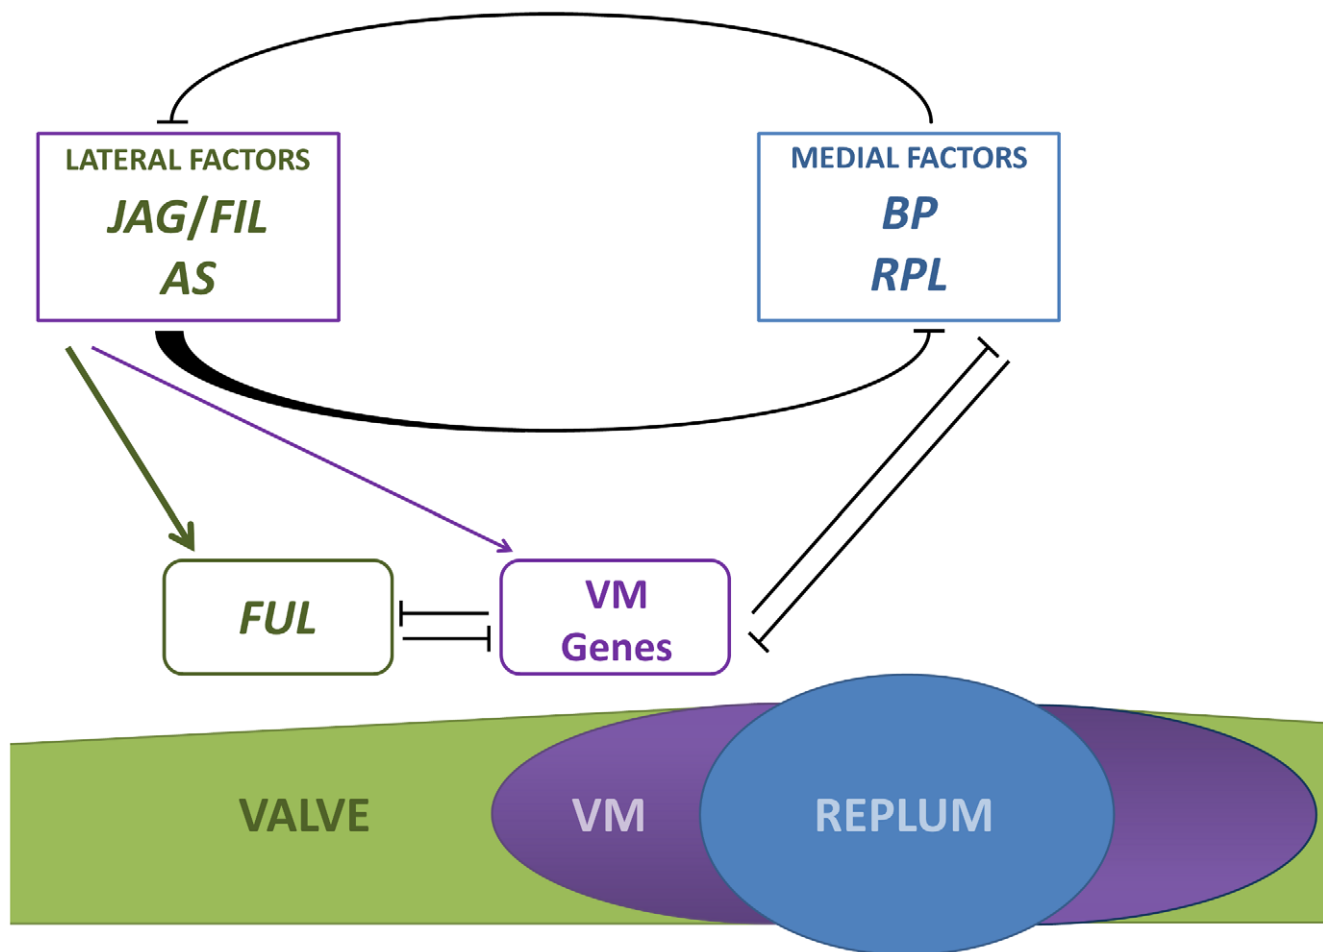 LATERAL FACTORS
JAG/FIL
AS
MEDIAL FACTORS
BP
RPL
FUL
VM
Genes
VALVE
VM
REPLUM